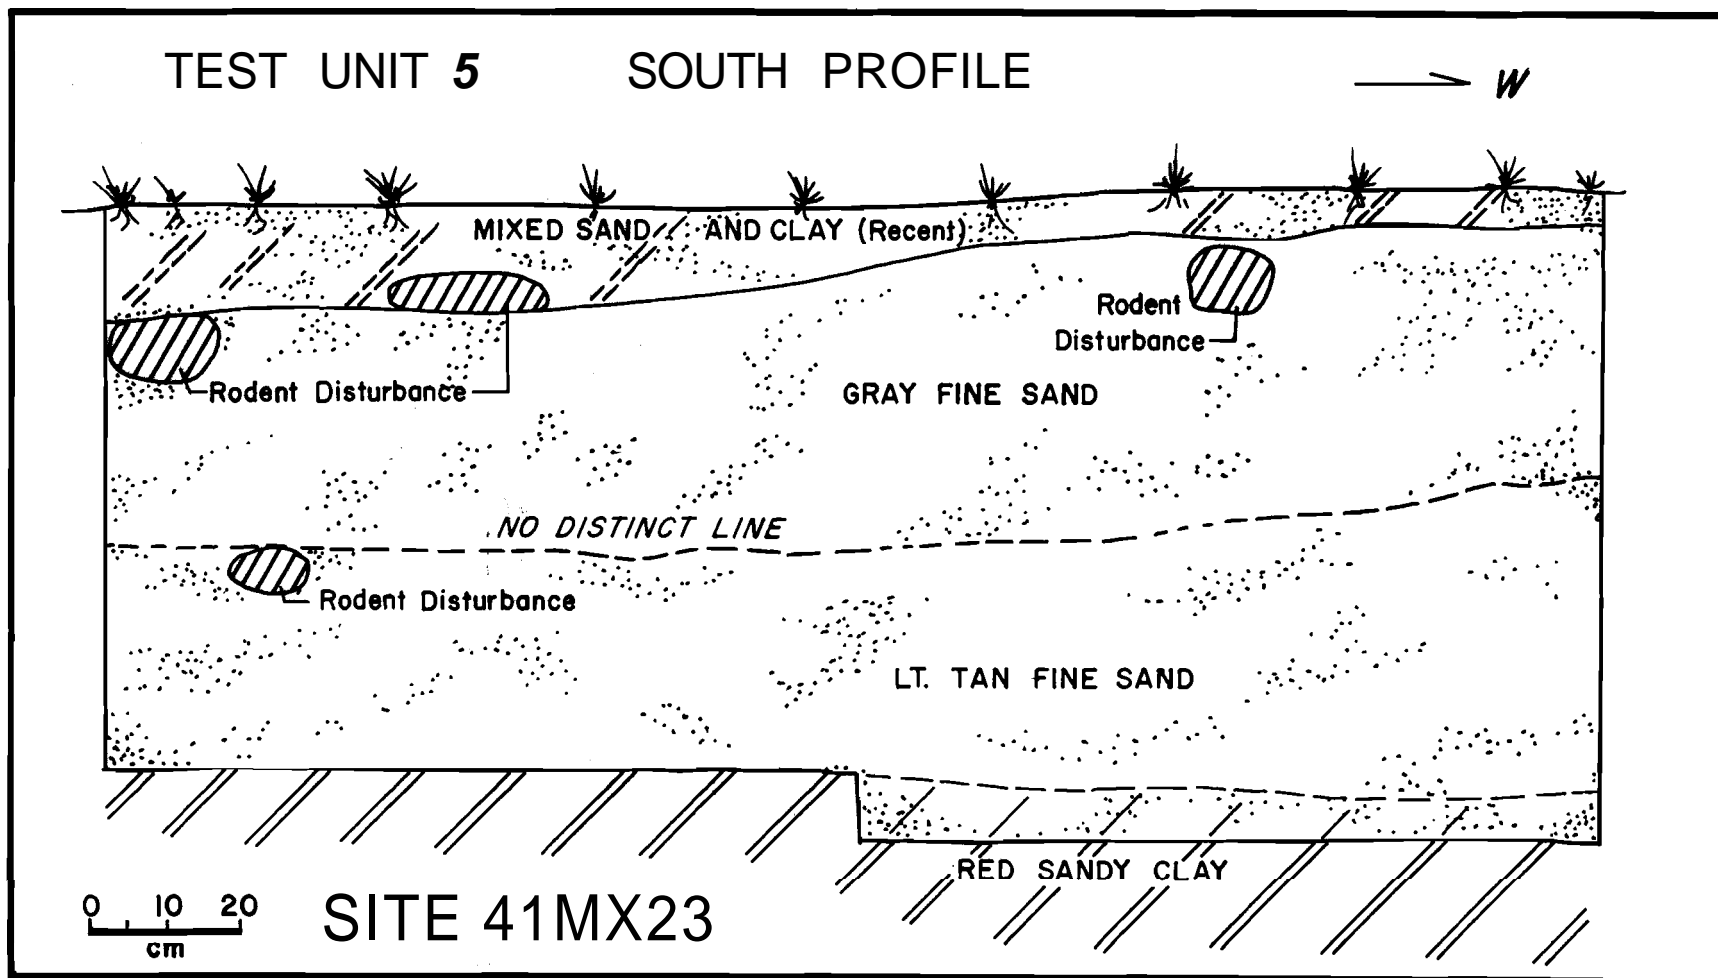 TEST UNIT 5 SOUTH PROFILE
W
MIXED SAND AND CLAY (Recent)
Rodent
Disturbance
Rodent Disturbance
GRAY FINE SAND
NO DISTINCT LINE
Rodent Disturbance
LT. TAN FINE SAND
RED SANDY CLAY
0 10 20
cm
SITE 41MX23